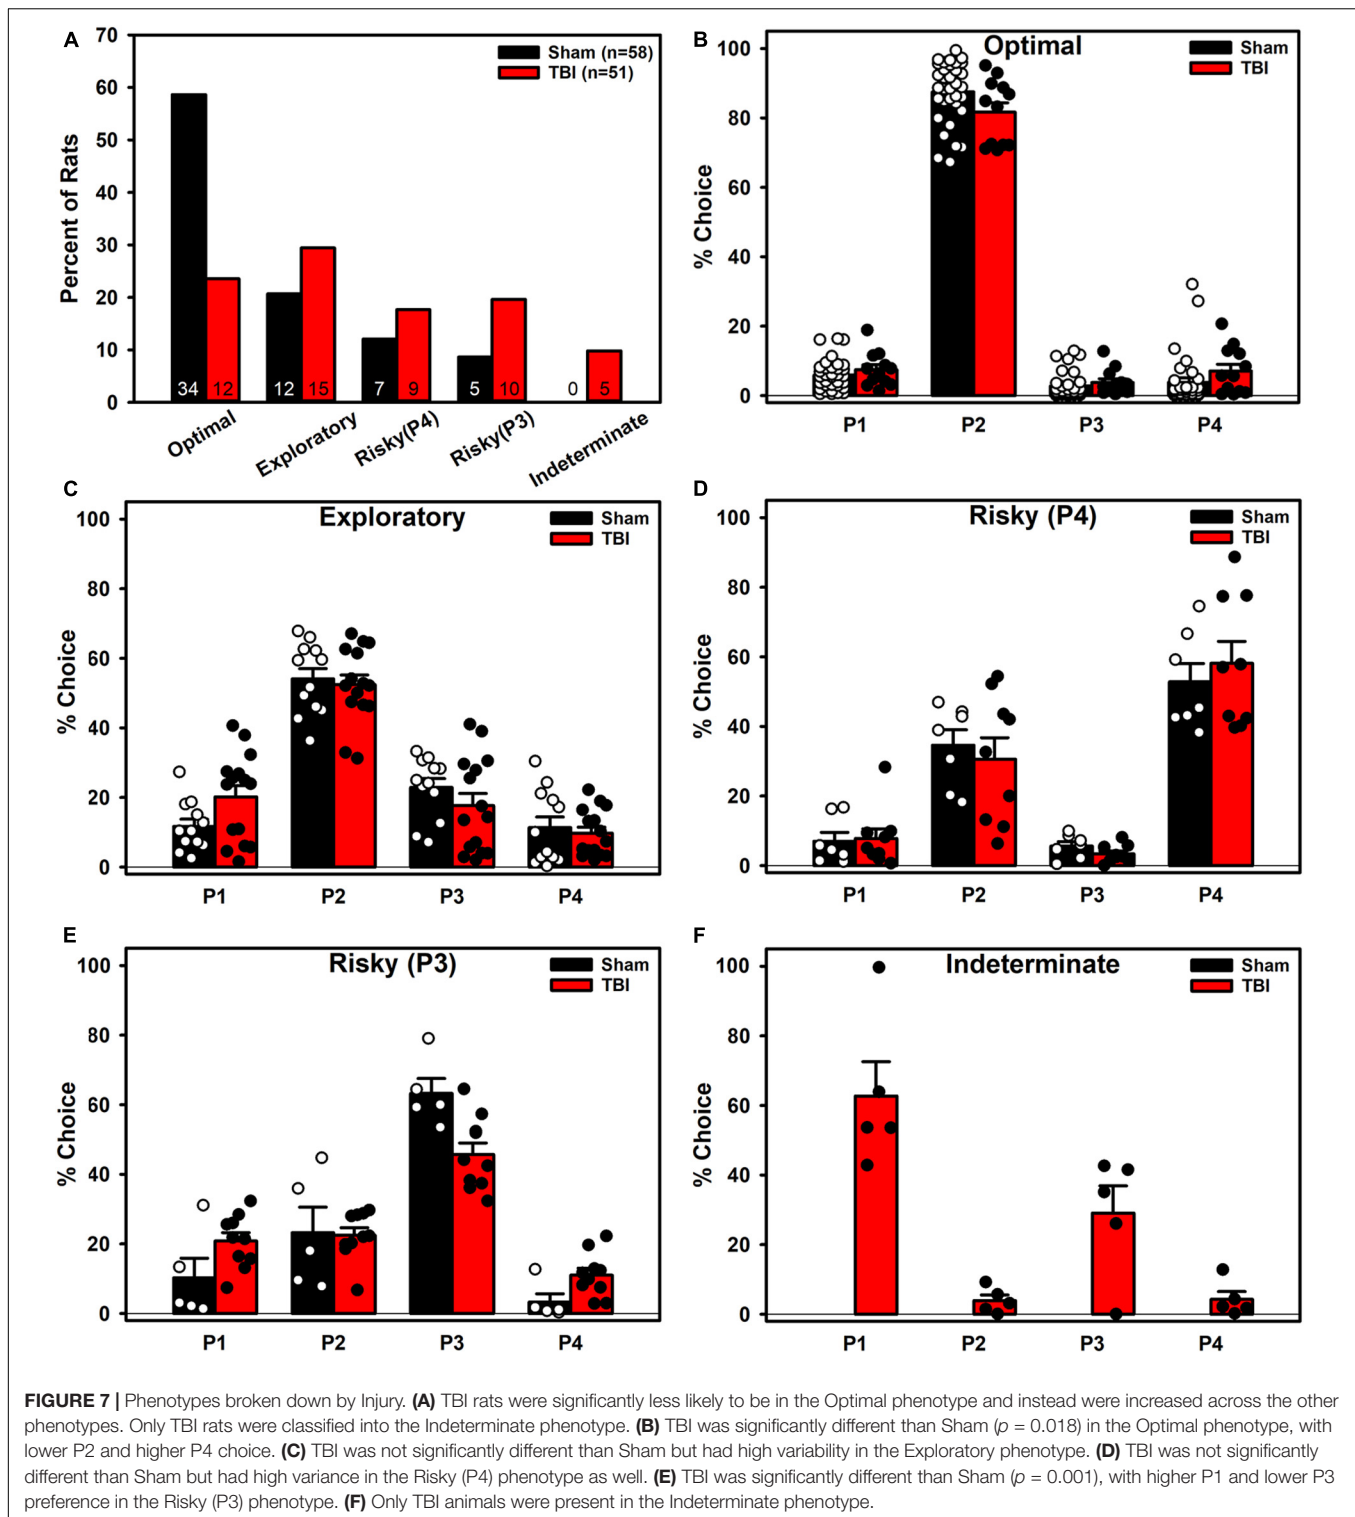 A
70
60
50
40
30
20
10
0
Percent of Rats
Sham (n=58)
TBI (n=51)
34 12 12 15 7 9 5 10 0 5
Optimal Exploratory Risky(P4) Risky(P3) Indeterminate
B
Optimal
Sham
TBI
100
80
60
40
20
0
% Choice
P1 P2 P3 P4
C
Exploratory
Sham
TBI
100
80
60
40
20
0
% Choice
P1 P2 P3 P4
D
Risky (P4)
Sham
TBI
100
80
60
40
20
0
% Choice
P1 P2 P3 P4
E
Risky (P3)
Sham
TBI
100
80
60
40
20
0
% Choice
P1 P2 P3 P4
F
Indeterminate
Sham
TBI
100
80
60
40
20
0
% Choice
P1 P2 P3 P4
FIGURE 7 | Phenotypes broken down by Injury. (A) TBI rats were significantly less likely to be in the Optimal phenotype and instead were increased across the other
phenotypes. Only TBI rats were classified into the Indeterminate phenotype. (B) TBI was significantly different than Sham (p = 0.018) in the Optimal phenotype, with
lower P2 and higher P4 choice. (C) TBI was not significantly different than Sham but had high variability in the Exploratory phenotype. (D) TBI was not significantly
different than Sham but had high variance in the Risky (P4) phenotype as well. (E) TBI was significantly different than Sham (p = 0.001), with higher P1 and lower P3
preference in the Risky (P3) phenotype. (F) Only TBI animals were present in the Indeterminate phenotype.